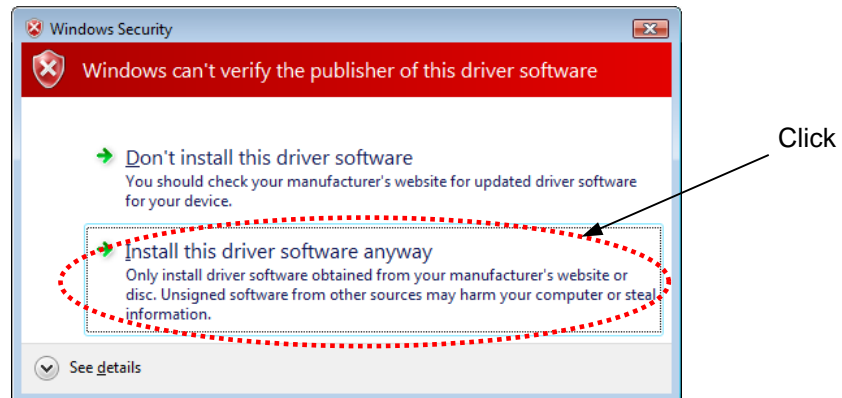 Windows Security
Windows can't verify the publisher of this driver software
Click
Don't install this driver software
You should check your manufacturer's website for updated driver software
for your device.
Install this driver software anyway
Only install driver software obtained from your manufacturer's website or
disc. Unsigned software from other sources may harm your computer or steal
information.
See details